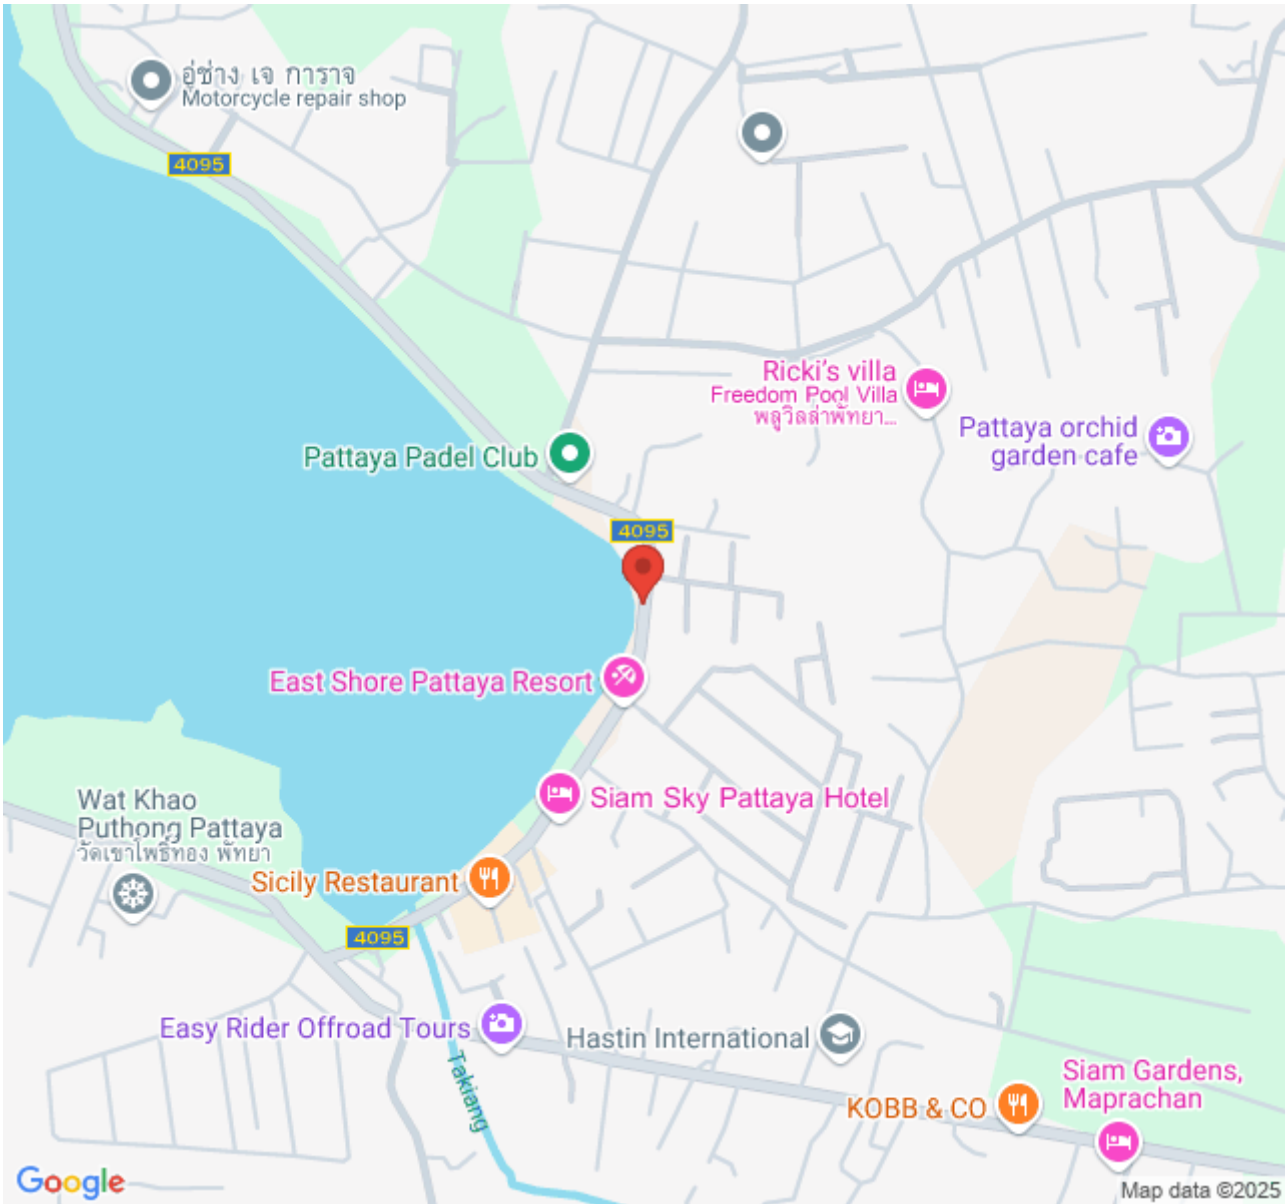 อู่ช่าง เจ การาจ
Motorcycle repair shop
4095
Ricki's villa
Freedom Pool Villa
พลูวิลล่าพัทยา...
Pattaya orchid
garden cafe
Pattaya Padel Club
4095
East Shore Pattaya Resort
Siam Sky Pattaya Hotel
Wat Khao
Puthong Pattaya
วัดเขาโพธิ์ทอง พัทยา
Sicily Restaurant
4095
Easy Rider Offroad Tours
Hastin International
Takiang
Siam Gardens,
Maprachan
KOBB & CO
Google
Map data ©2025